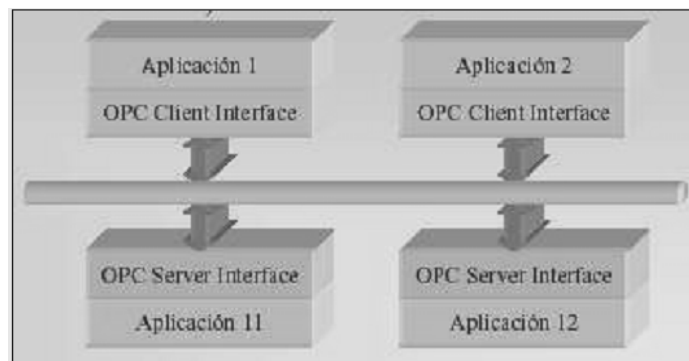 Aplicación 1
OPC Client Interface
Aplicación 2
OPC Client Interface
OPC Server Interface
Aplicación 11
OPC Server Interface
Aplicación 12